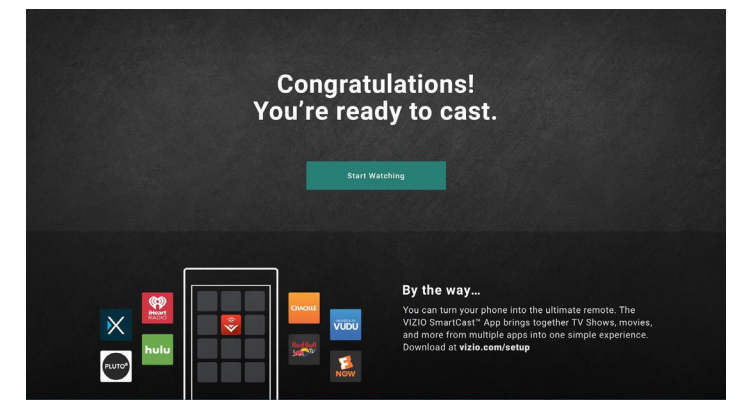 Congratulations!
You're ready to cast.
Start Watching
By the way…
You can turn your phone into the ultimate remote. The
VIZIO SmartCast™ App brings together TV Shows, movies,
and more from multiple apps into one simple experience.
Download at vizio.com/setup
iHeart
RADIO
hulu
PLUTO
CRACKLE
VUDU
Red Bull
TV
NOW